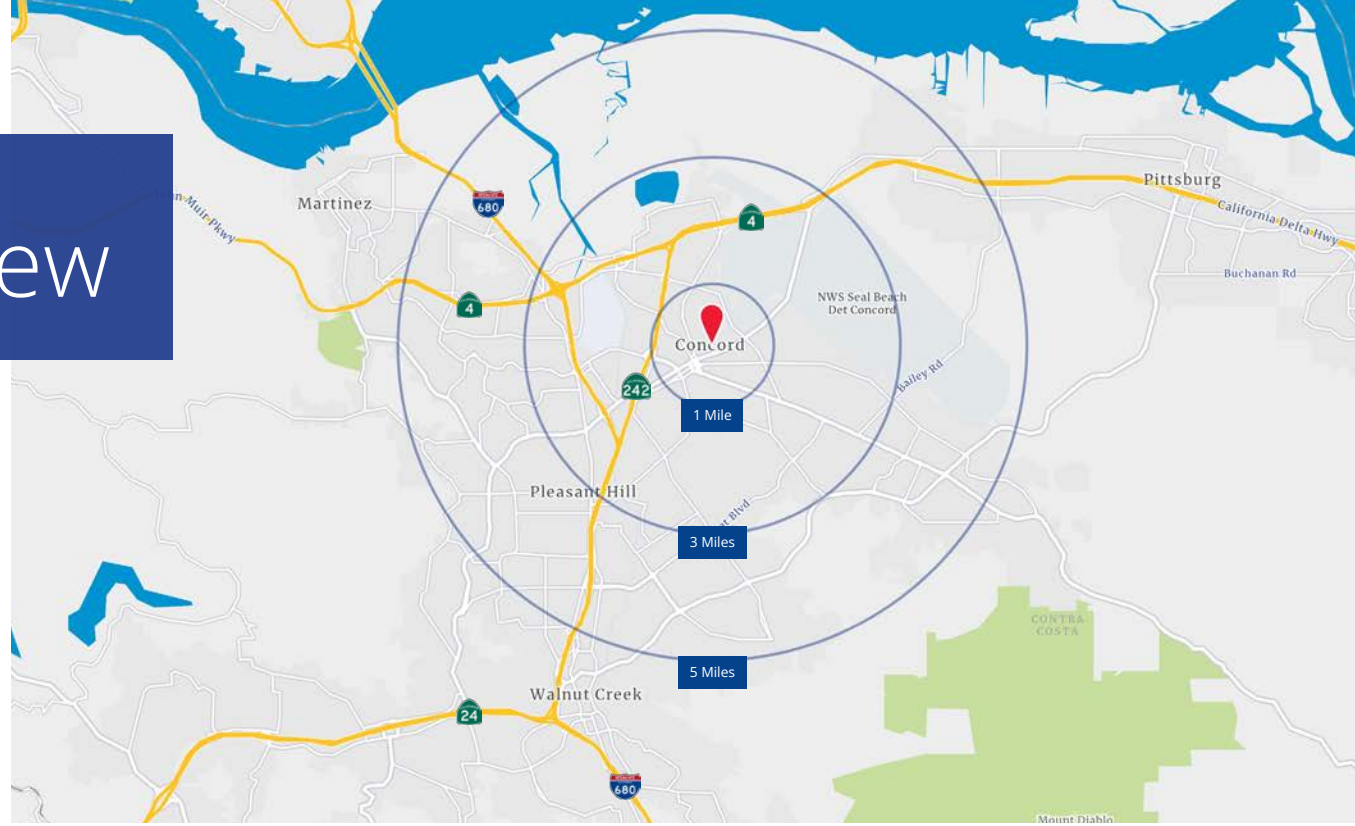 ew
Martinez
680
4
Pittsburg
Muir Pkwy
California Delta Hwy
Buchanan Rd
4
NWS Seal Beach
Det Concord
Concord
242
Bailey Rd
1 Mile
Pleasant Hill
Blvd
3 Miles
CONTRA
COSTA
5 Miles
Walnut Creek
24
680
Mount Diablo